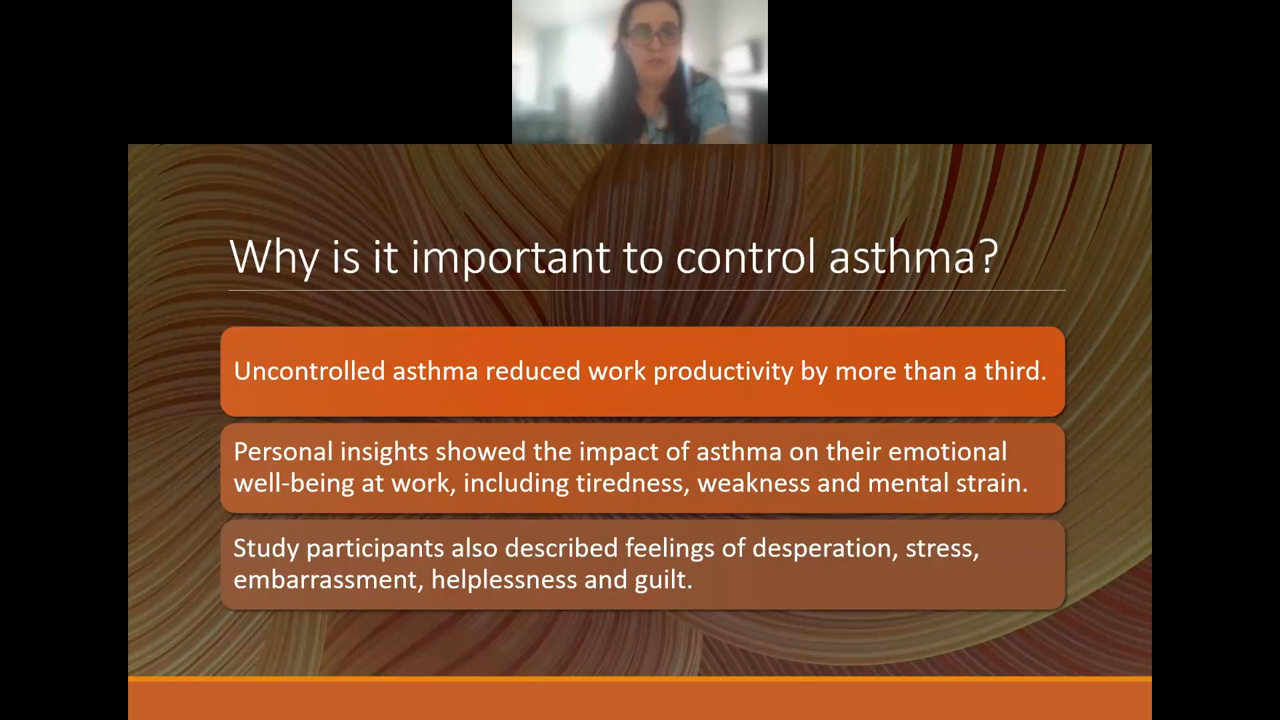 Why is it important to control asthma?
Uncontrolled asthma reduced work productivity by more than a third.
Personal insights showed the impact of asthma on their emotional
well-being at work, including tiredness, weakness and mental strain.
Study participants also described feelings of desperation, stress,
embarrassment, helplessness and guilt.